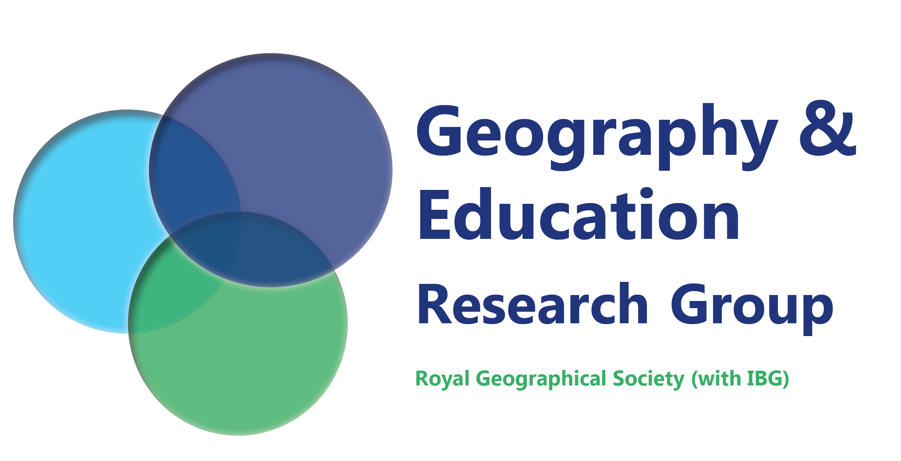 Geography &
Education
Research Group
Royal Geographical Society (with IBG)